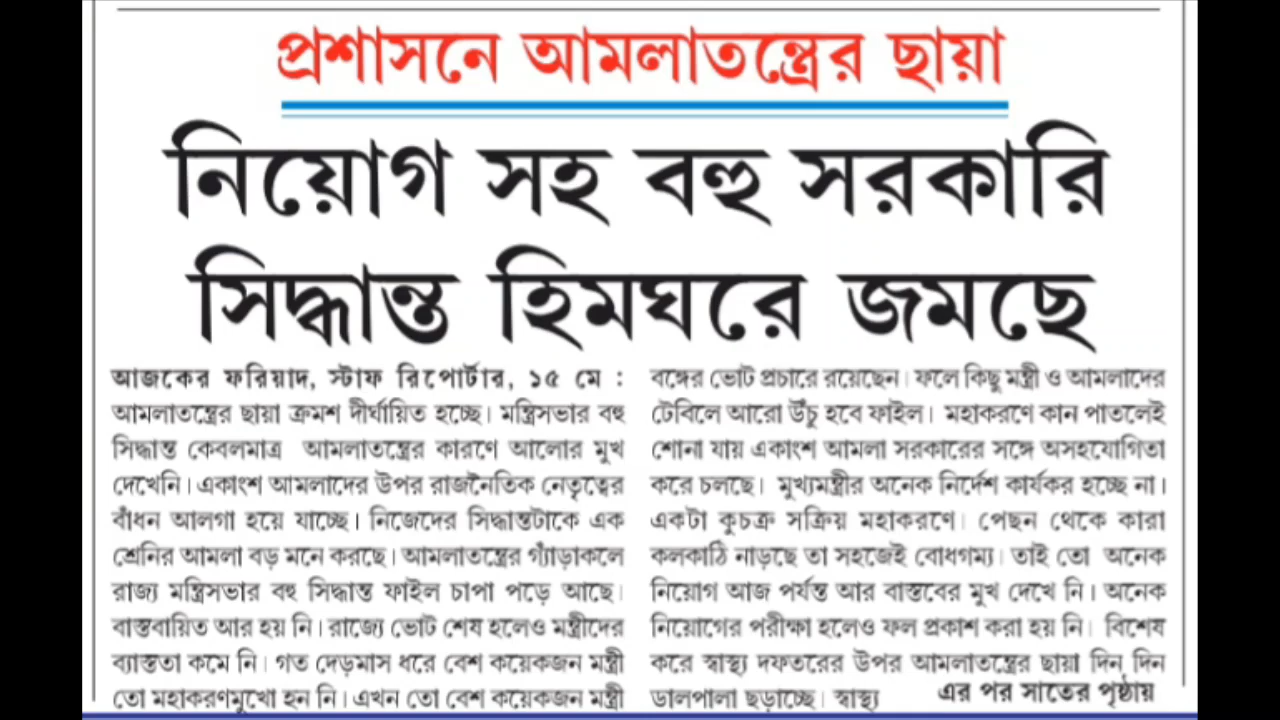 প্রশাসনে আমলাতন্ত্রের ছায়া
নিয়োগ সহ বহু সরকারি
সিদ্ধান্ত হিমঘরে জমছে
আজকের ফরিয়াদ, স্টাফ রিপোর্টার, ১৫ মে :
আমলাতন্ত্রের ছায়া ক্রমশ দীর্ঘায়িত হচ্ছে। মন্ত্রিসভার বহু
সিদ্ধান্ত কেবলমাত্র আমলাতন্ত্রের কারণে আলোর মুখ
দেখেনি। একাংশ আমলাদের উপর রাজনৈতিক নেতৃত্বের
বাঁধন আলগা হয়ে যাচ্ছে। নিজেদের সিদ্ধান্তটাকে এক
শ্রেনির আমলা বড় মনে করছে। আমলাতন্ত্রের গ্যাঁড়াকলে
রাজ্য মন্ত্রিসভার বহু সিদ্ধান্ত ফাইল চাপা পড়ে আছে।
বাস্তবায়িত আর হয় নি। রাজ্যে ভোট শেষ হলেও মন্ত্রীদের
ব্যাস্ততা কমে নি। গত দেড়মাস ধরে বেশ কয়েকজন মন্ত্রী
তো মহাকরণমুখো হন নি। এখন তো বেশ কয়েকজন মন্ত্রী
বঙ্গের ভোট প্রচারে রয়েছেন। ফলে কিছু মন্ত্রী ও আমলাদের
টেবিলে আরো উঁচু হবে ফাইল। মহাকরণে কান পাতলেই
শোনা যায় একাংশ আমলা সরকারের সঙ্গে অসহযোগিতা
করে চলছে। মুখ্যমন্ত্রীর অনেক নির্দেশ কার্যকর হচ্ছে না।
একটা কুচক্র সক্রিয় মহাকরণে। পেছন থেকে কারা
কলকাঠি নাড়ছে তা সহজেই বোধগম্য। তাই তো অনেক
নিয়োগ আজ পর্যন্ত আর বাস্তবের মুখ দেখে নি। অনেক
নিয়োগের পরীক্ষা হলেও ফল প্রকাশ করা হয় নি। বিশেষ
করে স্বাস্থ্য দফতরের উপর আমলাতন্ত্রের ছায়া দিন দিন
ডালপালা ছড়াচ্ছে। স্বাস্থ্য এর পর সাতের পৃষ্ঠায়